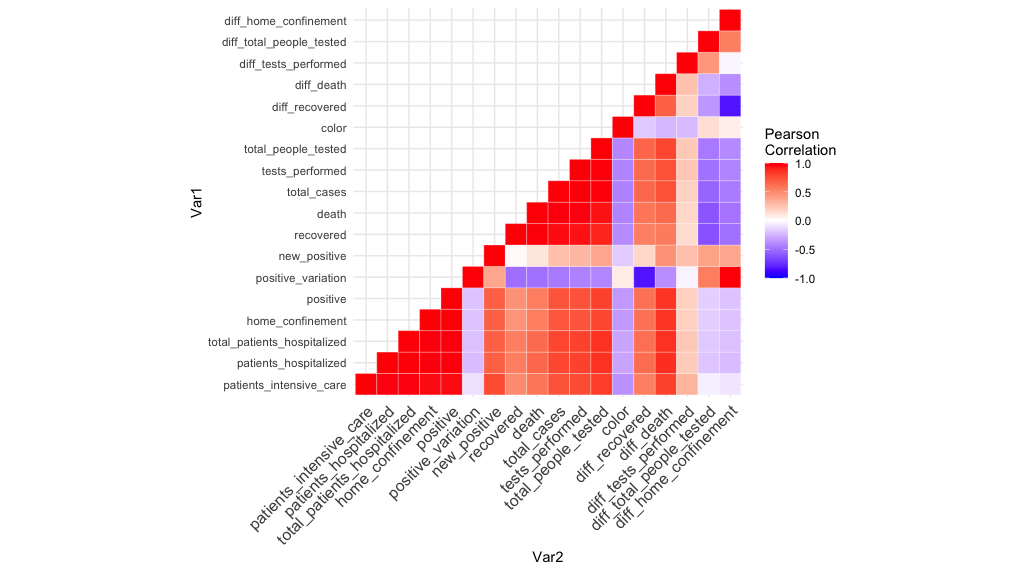 diff_home_confinement
diff_total_people_tested
diff_tests_performed
diff_death
diff_recovered
color
total_people_tested
tests_performed
total_cases
death
recovered
new_positive
positive_variation
positive
home_confinement
total_patients_hospitalized
patients_hospitalized
patients_intensive_care
Var1
Pearson
Correlation
1.0
0.5
0.0
-0.5
-1.0
patients_intensive_care
patients_hospitalized
total_patients_hospitalized
home_confinement
positive
positive_variation
new_positive
recovered
death
total_cases
tests_performed
total_people_tested
color
diff_recovered
diff_death
diff_tests_performed
diff_total_people_tested
diff_home_confinement
Var2